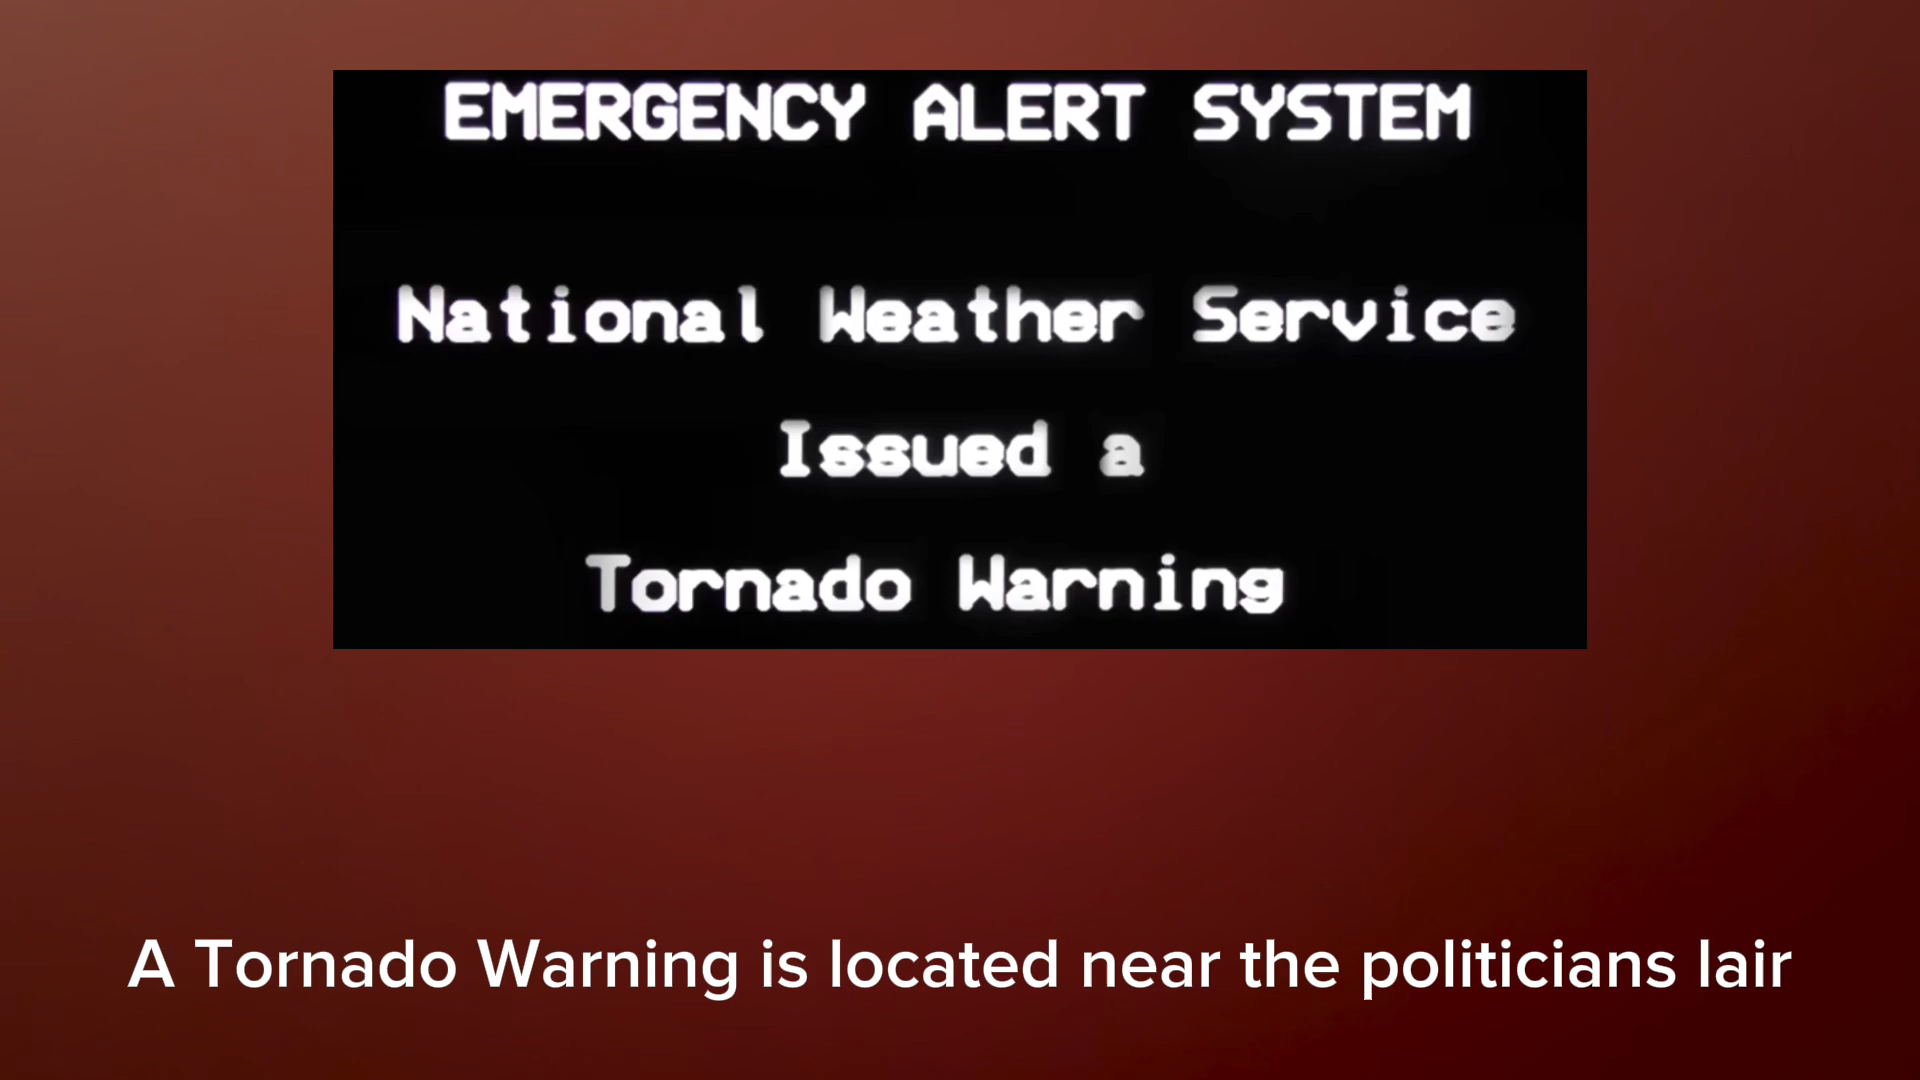 EMERGENCY ALERT SYSTEM
National Weather Service
Issued a
Tornado Warning
A Tornado Warning is located near the politicians lair